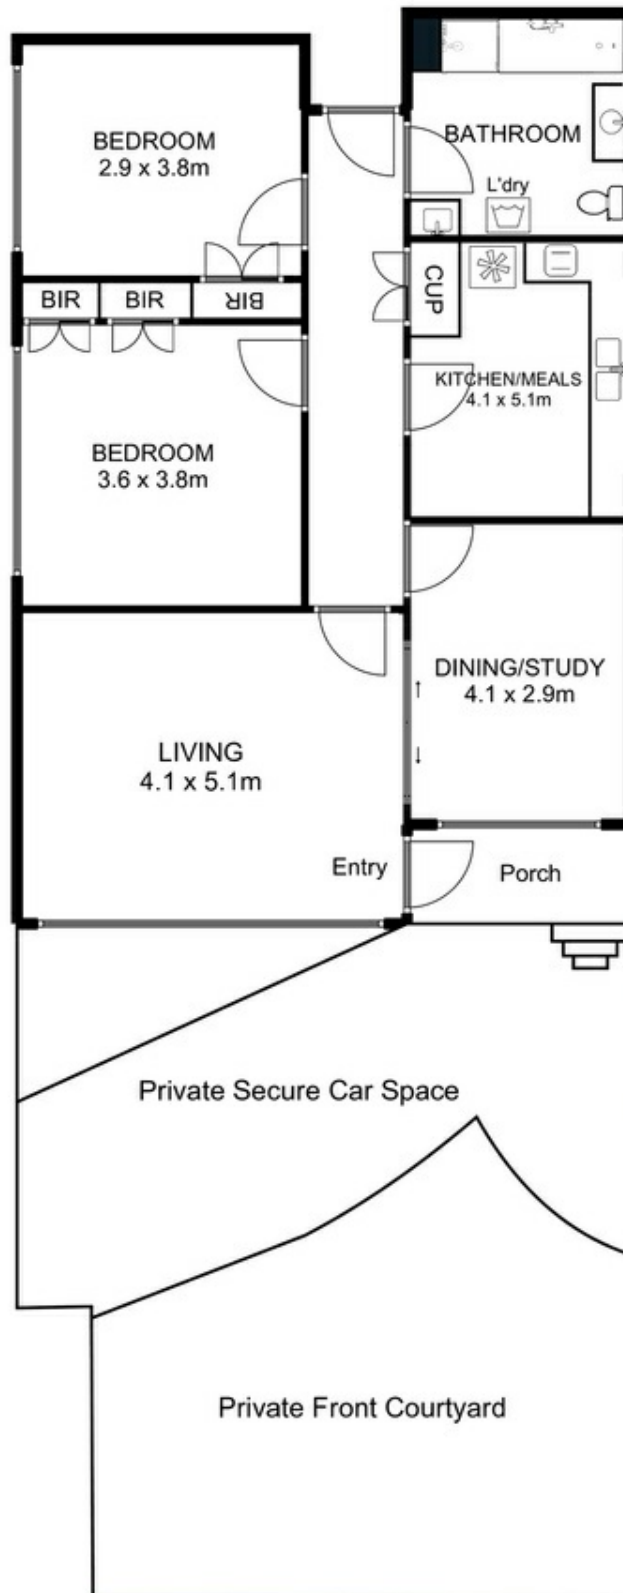 BEDROOM
2.9 x 3.8m
BATHROOM
L'dry
BIR
BIR
BIR
CUP
KITCHEN/MEALS
4.1 x 5.1m
BEDROOM
3.6 x 3.8m
DINING/STUDY
4.1 x 2.9m
LIVING
4.1 x 5.1m
Entry
Porch
Private Secure Car Space
Private Front Courtyard